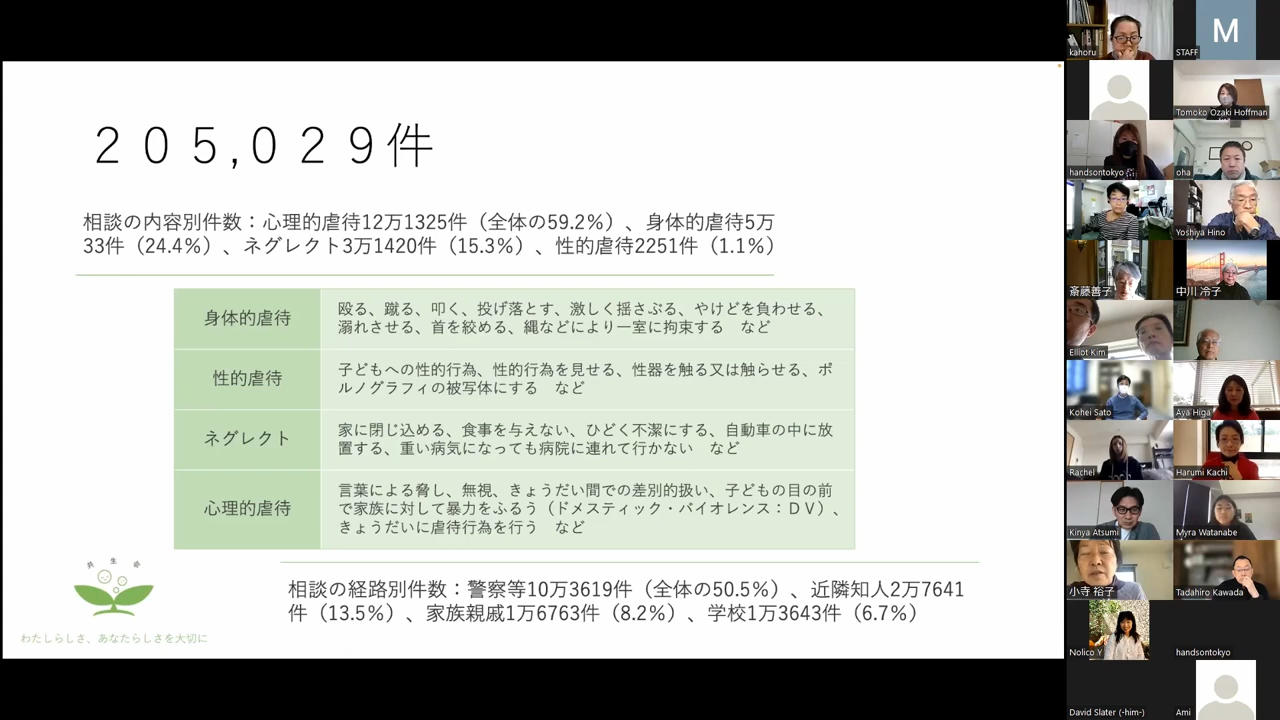 ２０５,０２９件
相談の内容別件数：心理的虐待12万1325件（全体の59.2%）、身体的虐待5万
33件（24.4%）、ネグレクト3万1420件（15.3%）、性的虐待2251件（1.1%）
身体的虐待
殴る、蹴る、叩く、投げ落とす、激しく揺さぶる、やけどを負わせる、
溺れさせる、首を絞める、縄などにより一室に拘束する　など
性的虐待
子どもへの性的行為、性的行為を見せる、性器を触る又は触らせる、ポ
ルノグラフィの被写体にする　など
ネグレクト
家に閉じ込める、食事を与えない、ひどく不潔にする、自動車の中に放
置する、重い病気になっても病院に連れて行かない　など
心理的虐待
言葉による脅し、無視、きょうだい間での差別的扱い、子どもの目の前
で家族に対して暴力をふるう（ドメスティック・バイオレンス：ＤＶ）、
きょうだいに虐待行為を行う　など
相談の経路別件数：警察等10万3619件（全体の50.5%）、近隣知人2万7641
件（13.5%）、家族親戚1万6763件（8.2%）、学校1万3643件（6.7%）
共生会
わたしらしさ、あなたらしさを大切に
kahoru
M
STAFF
Tomoko Ozaki Hoffman
handsontokyo
oha
Yoshiya Hino
斎藤善子
中川 冷子
Elliot Kim
Kohei Sato
Aya Higa
Rachel
Harumi Kachi
Kinya Atsumi
Myra Watanabe
小寺 裕子
Tadahiro Kawada
Nolico Y
handsontokyo
David Slater (-him-)
Ami